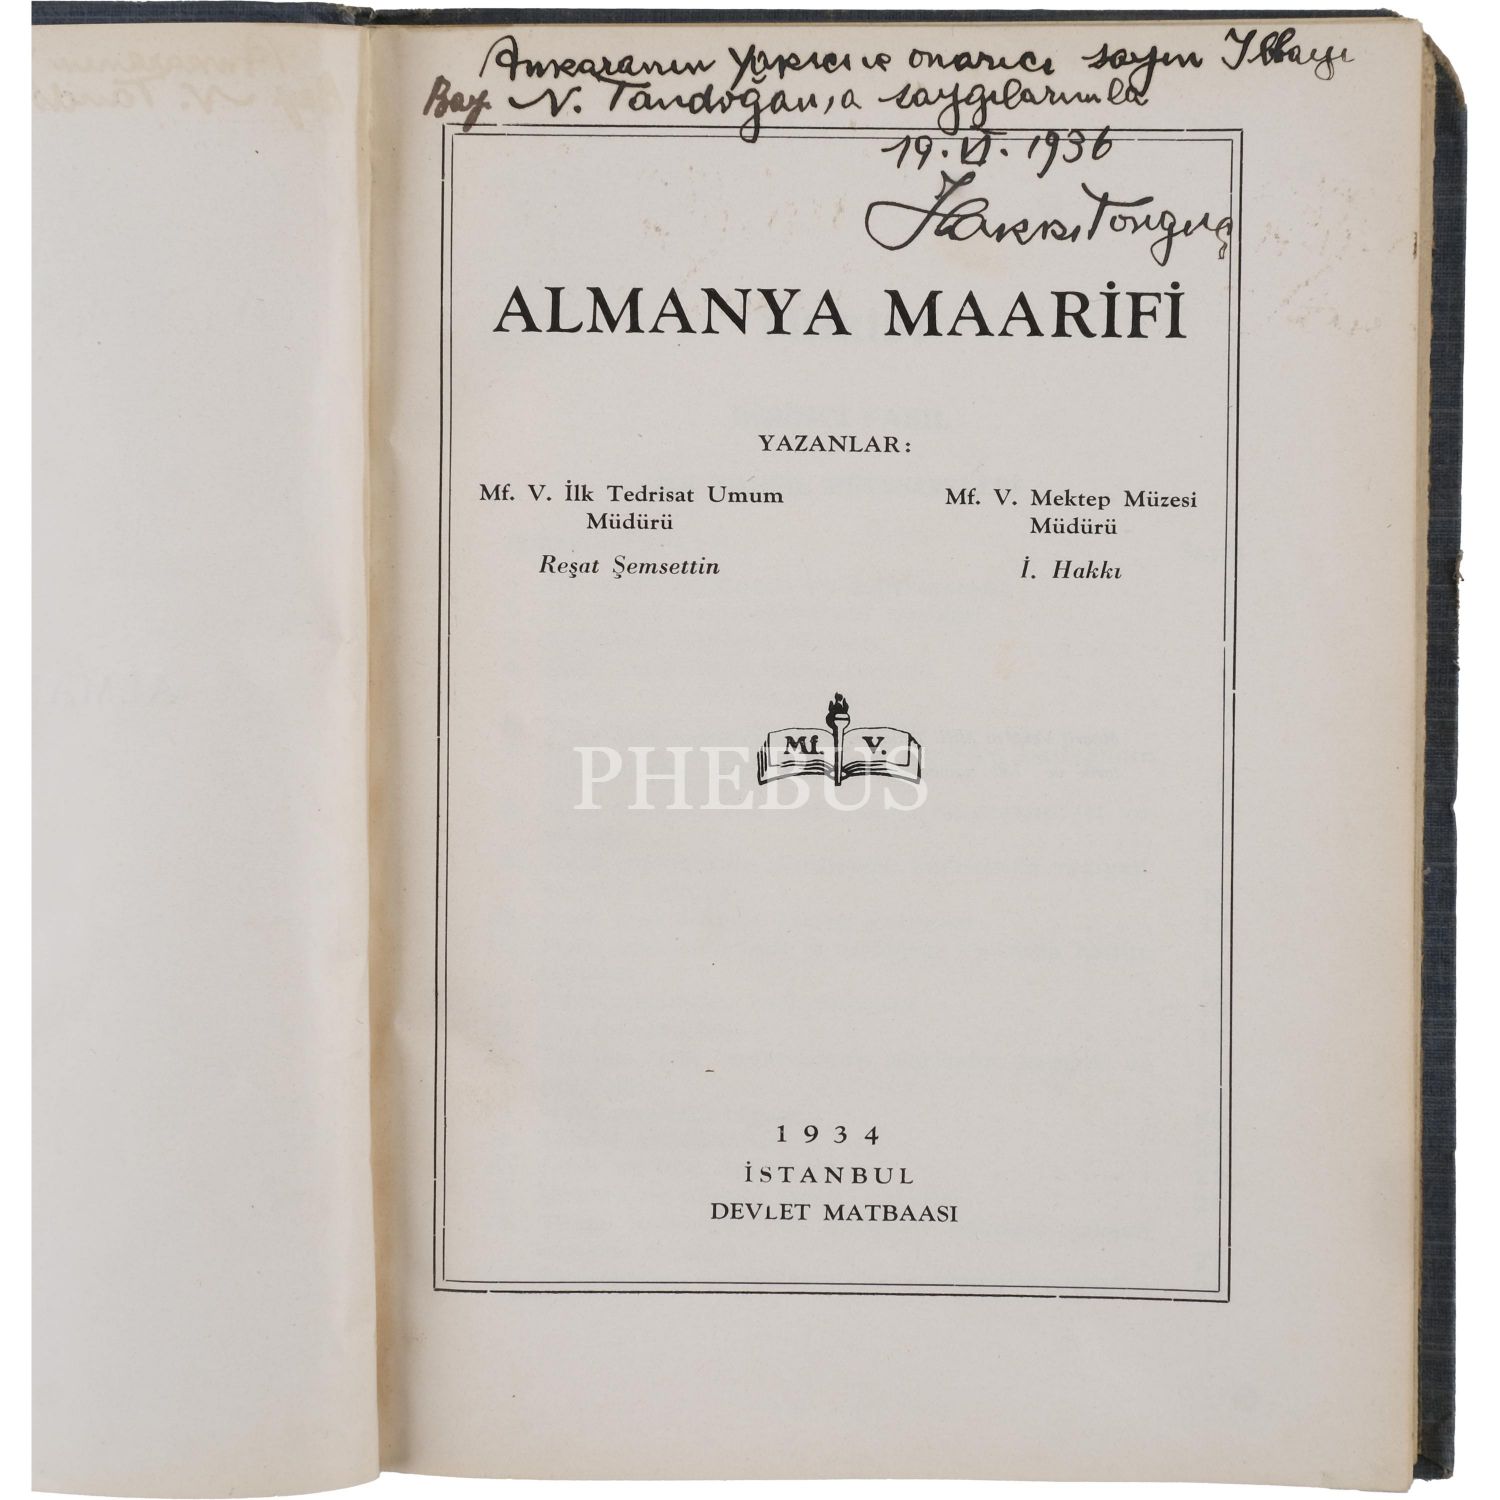 Ankaranın yıkıcı ve onarıcı sayın İlbayı
Bay N. Tandoğan,a saygılarımla
19.VI.1936
Hakkı Tonguç
ALMANYA MAARİFİ
YAZANLAR:
Mf. V. İlk Tedrisat Umum
Müdürü
Reşat Şemsettin
Mf. V. Mektep Müzesi
Müdürü
İ. Hakkı
Mf. V.
PHEBUS
1934
İSTANBUL
DEVLET MATBAASI